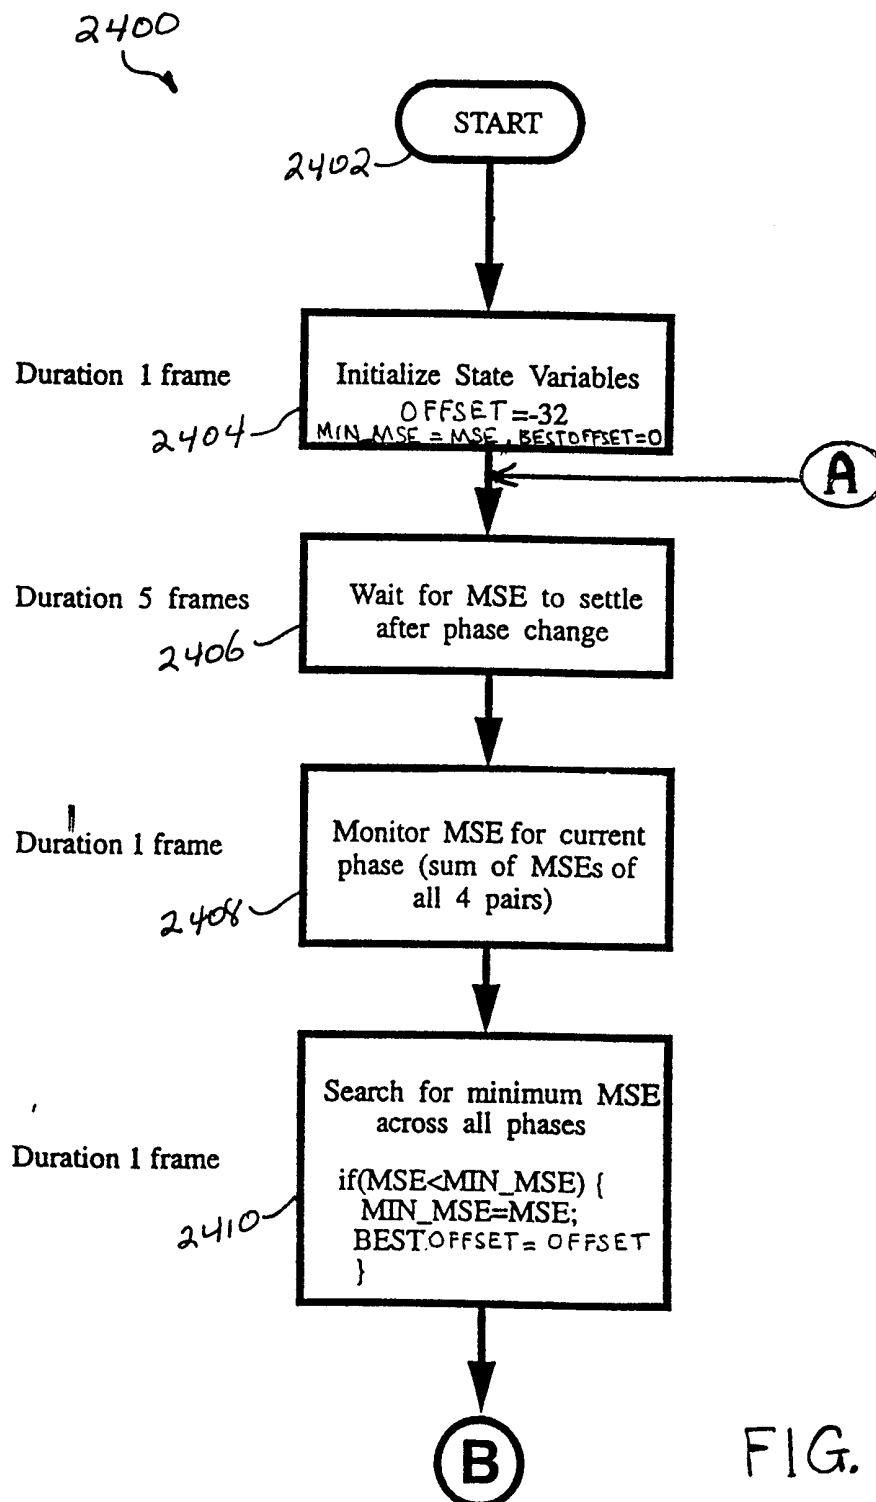 2400
START
2402
Duration 1 frame
Initialize State Variables
OFFSET=-32
MIN_MSE = MSE, BESTOFFSET=0
2404
A
Duration 5 frames
Wait for MSE to settle
after phase change
2406
Duration 1 frame
Monitor MSE for current
phase (sum of MSEs of
all 4 pairs)
2408
Search for minimum MSE
across all phases
Duration 1 frame
if(MSE<MIN_MSE) {
MIN_MSE=MSE;
BEST.OFFSET = OFFSET
}
2410
B
FIG.